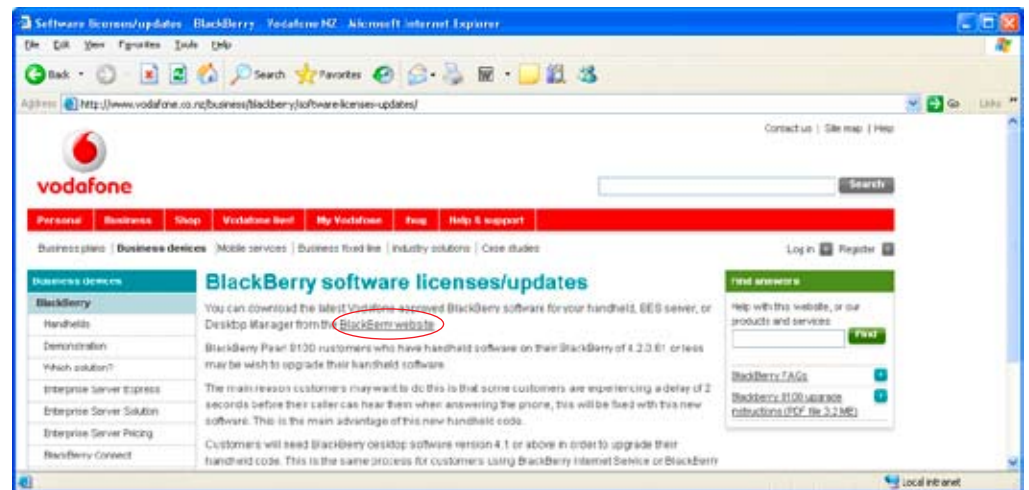 Software licenses/updates - BlackBerry - Vodafone NZ - Microsoft Internet Explorer
File Edit View Favorites Tools Help
Back Search Favorites
Address http://www.vodafone.co.nz/business/blackberry/software-licenses-updates/ Go Links
Contact us | Site map | Help
vodafone
Search
Personal Business Shop Vodafone live! My Vodafone Help & support
Business plans | Business devices | Mobile services | Business fixed line | Industry solutions | Case studies
Log in Register
Business devices
BlackBerry
Handhelds
Demonstration
Which solution?
Enterprise Server Express
Enterprise Server Solution
Enterprise Server Pricing
BlackBerry Connect
BlackBerry software licenses/updates
You can download the latest Vodafone approved BlackBerry software for your handheld, BES server, or
Desktop Manager from the BlackBerry website
BlackBerry Pearl 8100 customers who have handheld software on their BlackBerry of 4.2.0.61 or less
may be wish to upgrade their handheld software.
The main reason customers may want to do this is that some customers are experiencing a delay of 2
seconds before their caller can hear them when answering the phone, this will be fixed with this new
software. This is the main advantage of this new handheld code.
Customers will need BlackBerry desktop software version 4.1 or above in order to upgrade their
handheld code. This is the same process for customers using BlackBerry Internet Service or BlackBerry
Find answers
Help with this website, or our
products and services
Find
BlackBerry FAQs
Blackberry 8100 upgrade
instructions (PDF file 3.2 MB)
Local intranet